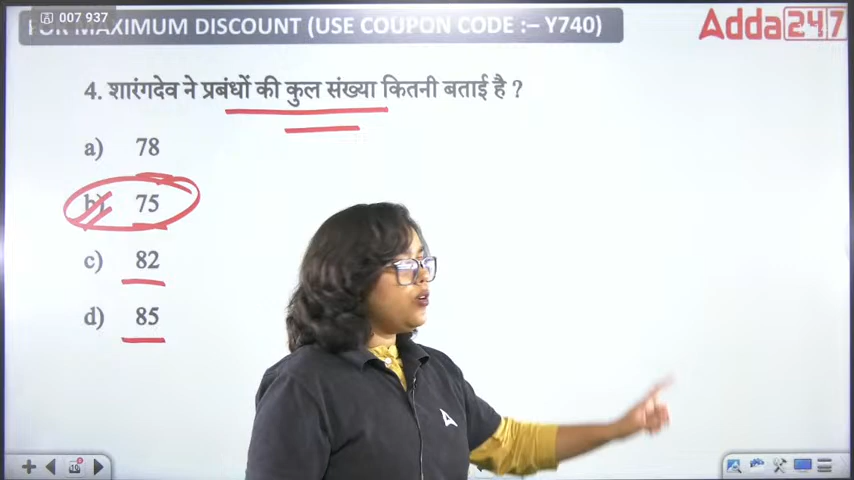 007 937
FOR MAXIMUM DISCOUNT (USE COUPON CODE :– Y740)
Adda247
4. शारंगदेव ने प्रबंधों की कुल संख्या कितनी बताई है ?
a) 78
b) 75
c) 82
d) 85